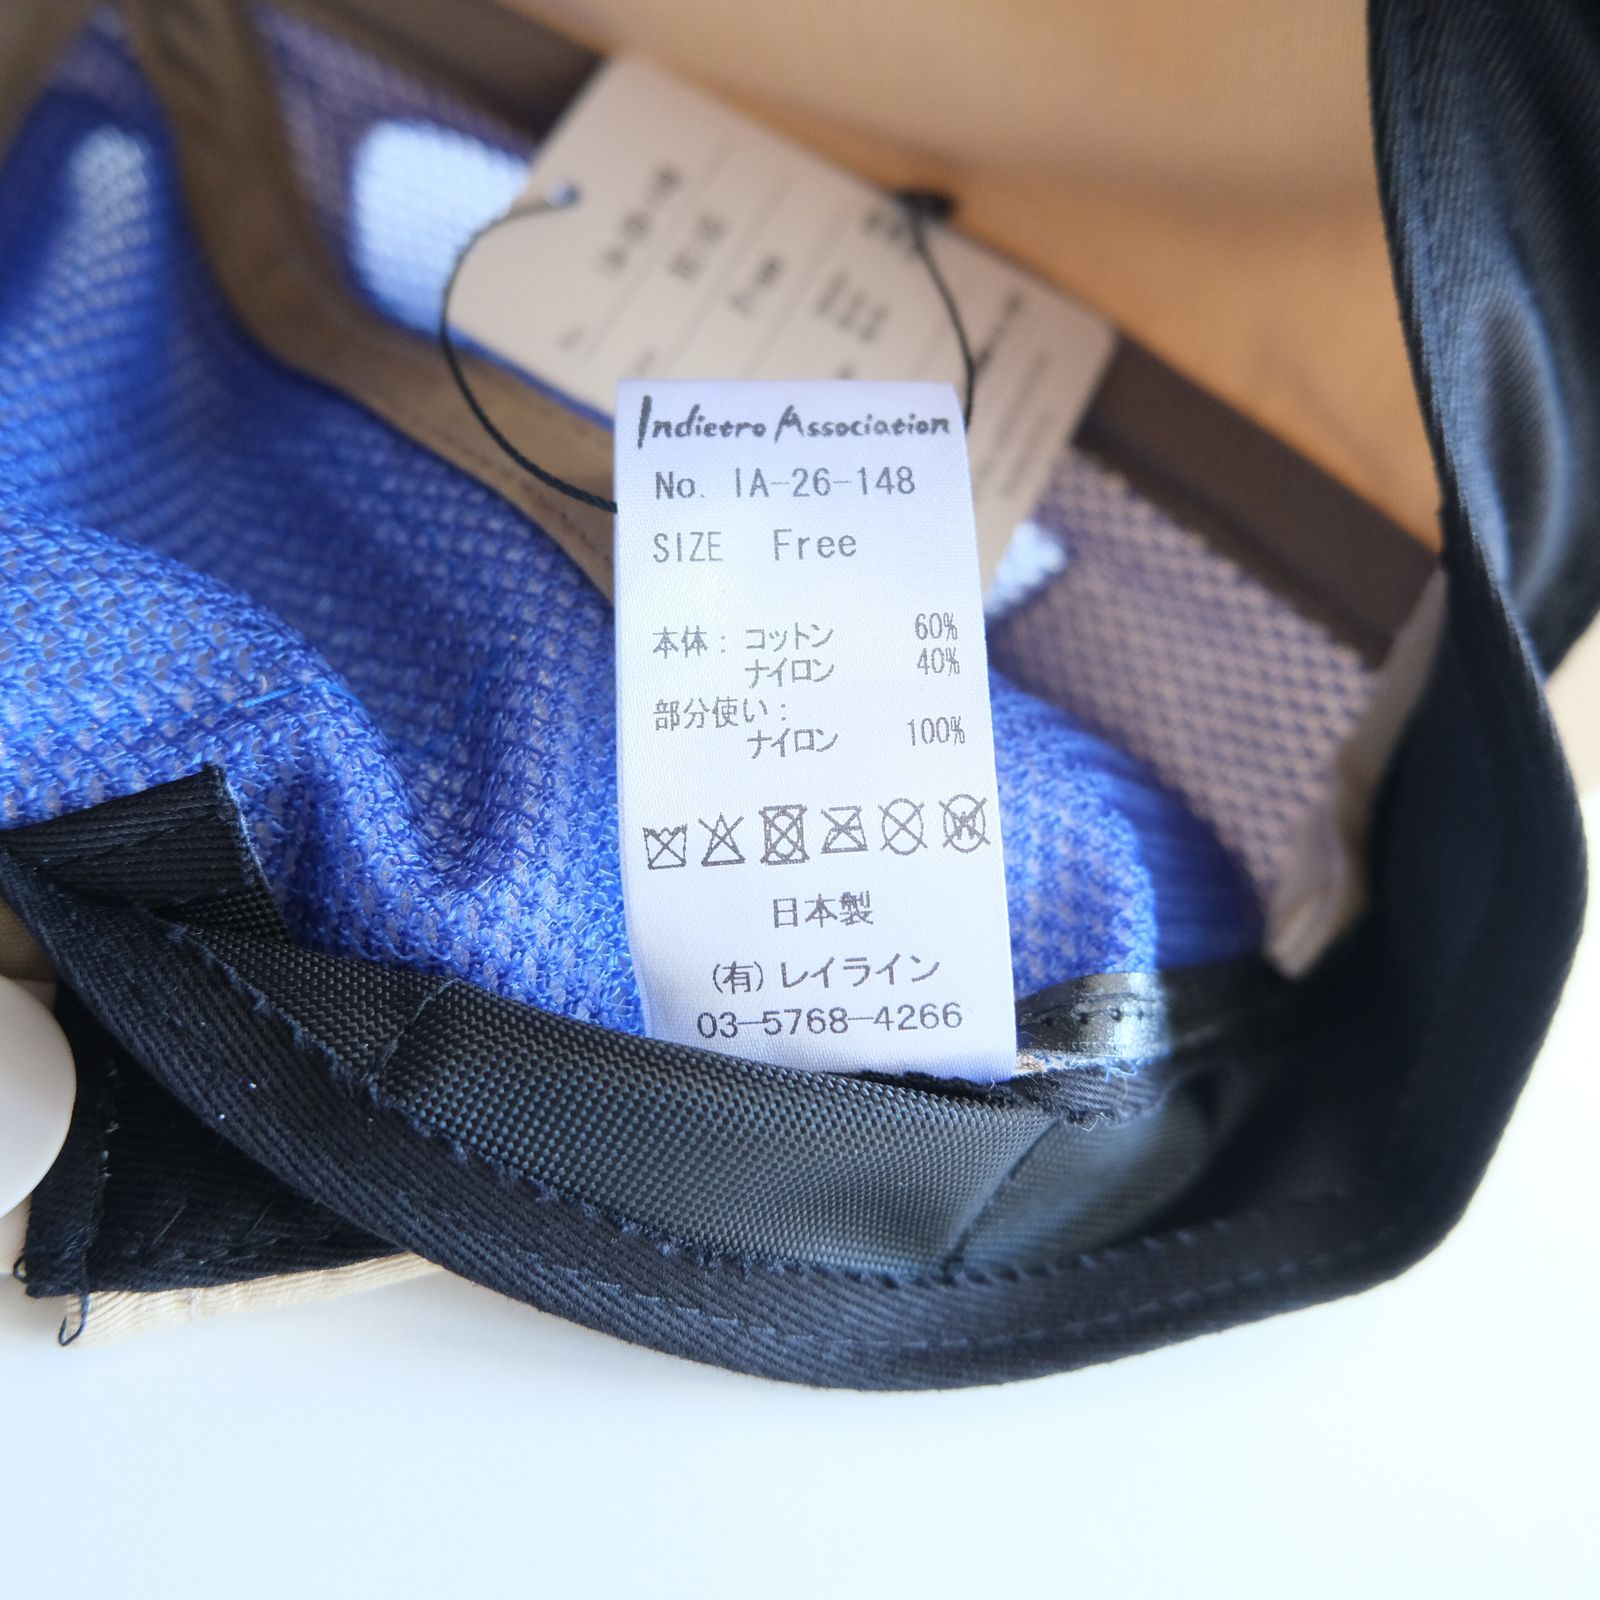 Indietro Association
No. IA-26-148
SIZE Free
本体: コットン 60%
ナイロン 40%
部分使い:
ナイロン 100%
日本製
(有)レイライン
03-5768-4266